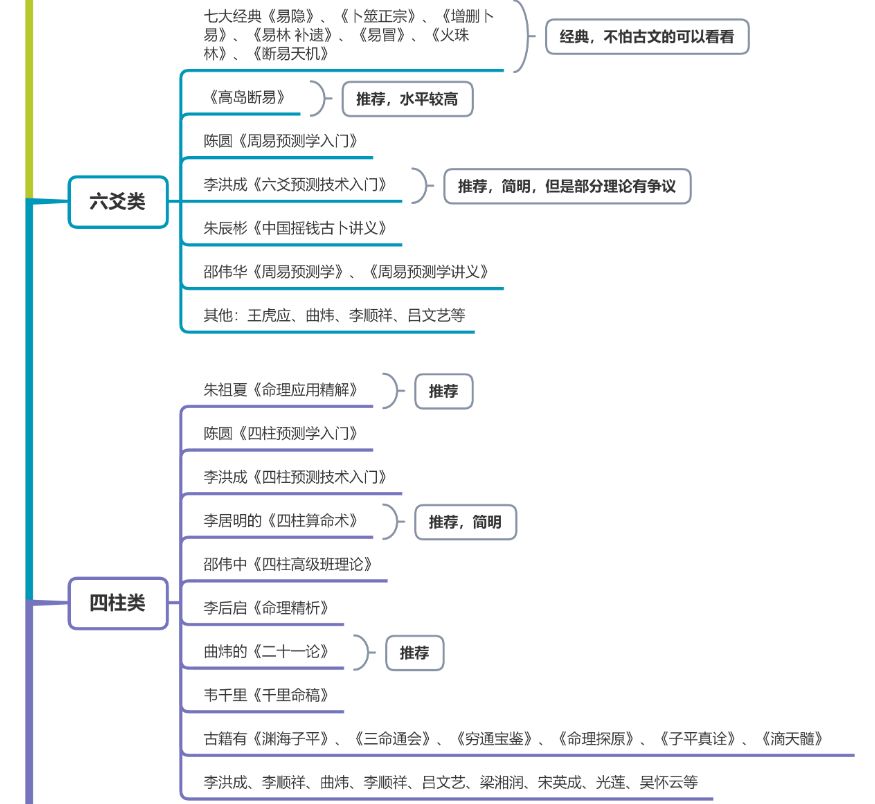 七大经典《易隐》、《卜筮正宗》、《增删卜
易》、《易林 补遗》、《易冒》、《火珠
林》、《断易天机》
经典，不怕古文的可以看看
《高岛断易》
推荐，水平较高
陈圆《周易预测学入门》
六爻类
李洪成《六爻预测技术入门》
推荐，简明，但是部分理论有争议
朱辰彬《中国摇钱古卜讲义》
邵伟华《周易预测学》、《周易预测学讲义》
其他：王虎应、曲炜、李顺祥、吕文艺等
朱祖夏《命理应用精解》
推荐
陈圆《四柱预测学入门》
李洪成《四柱预测技术入门》
李居明的《四柱算命术》
推荐，简明
邵伟中《四柱高级班理论》
四柱类
李后启《命理精析》
曲炜的《二十一论》
推荐
韦千里《千里命稿》
古籍有《渊海子平》、《三命通会》、《穷通宝鉴》、《命理探原》、《子平真诠》、《滴天髓》
李洪成、李顺祥、曲炜、李顺祥、吕文艺、梁湘润、宋英成、光莲、吴怀云等